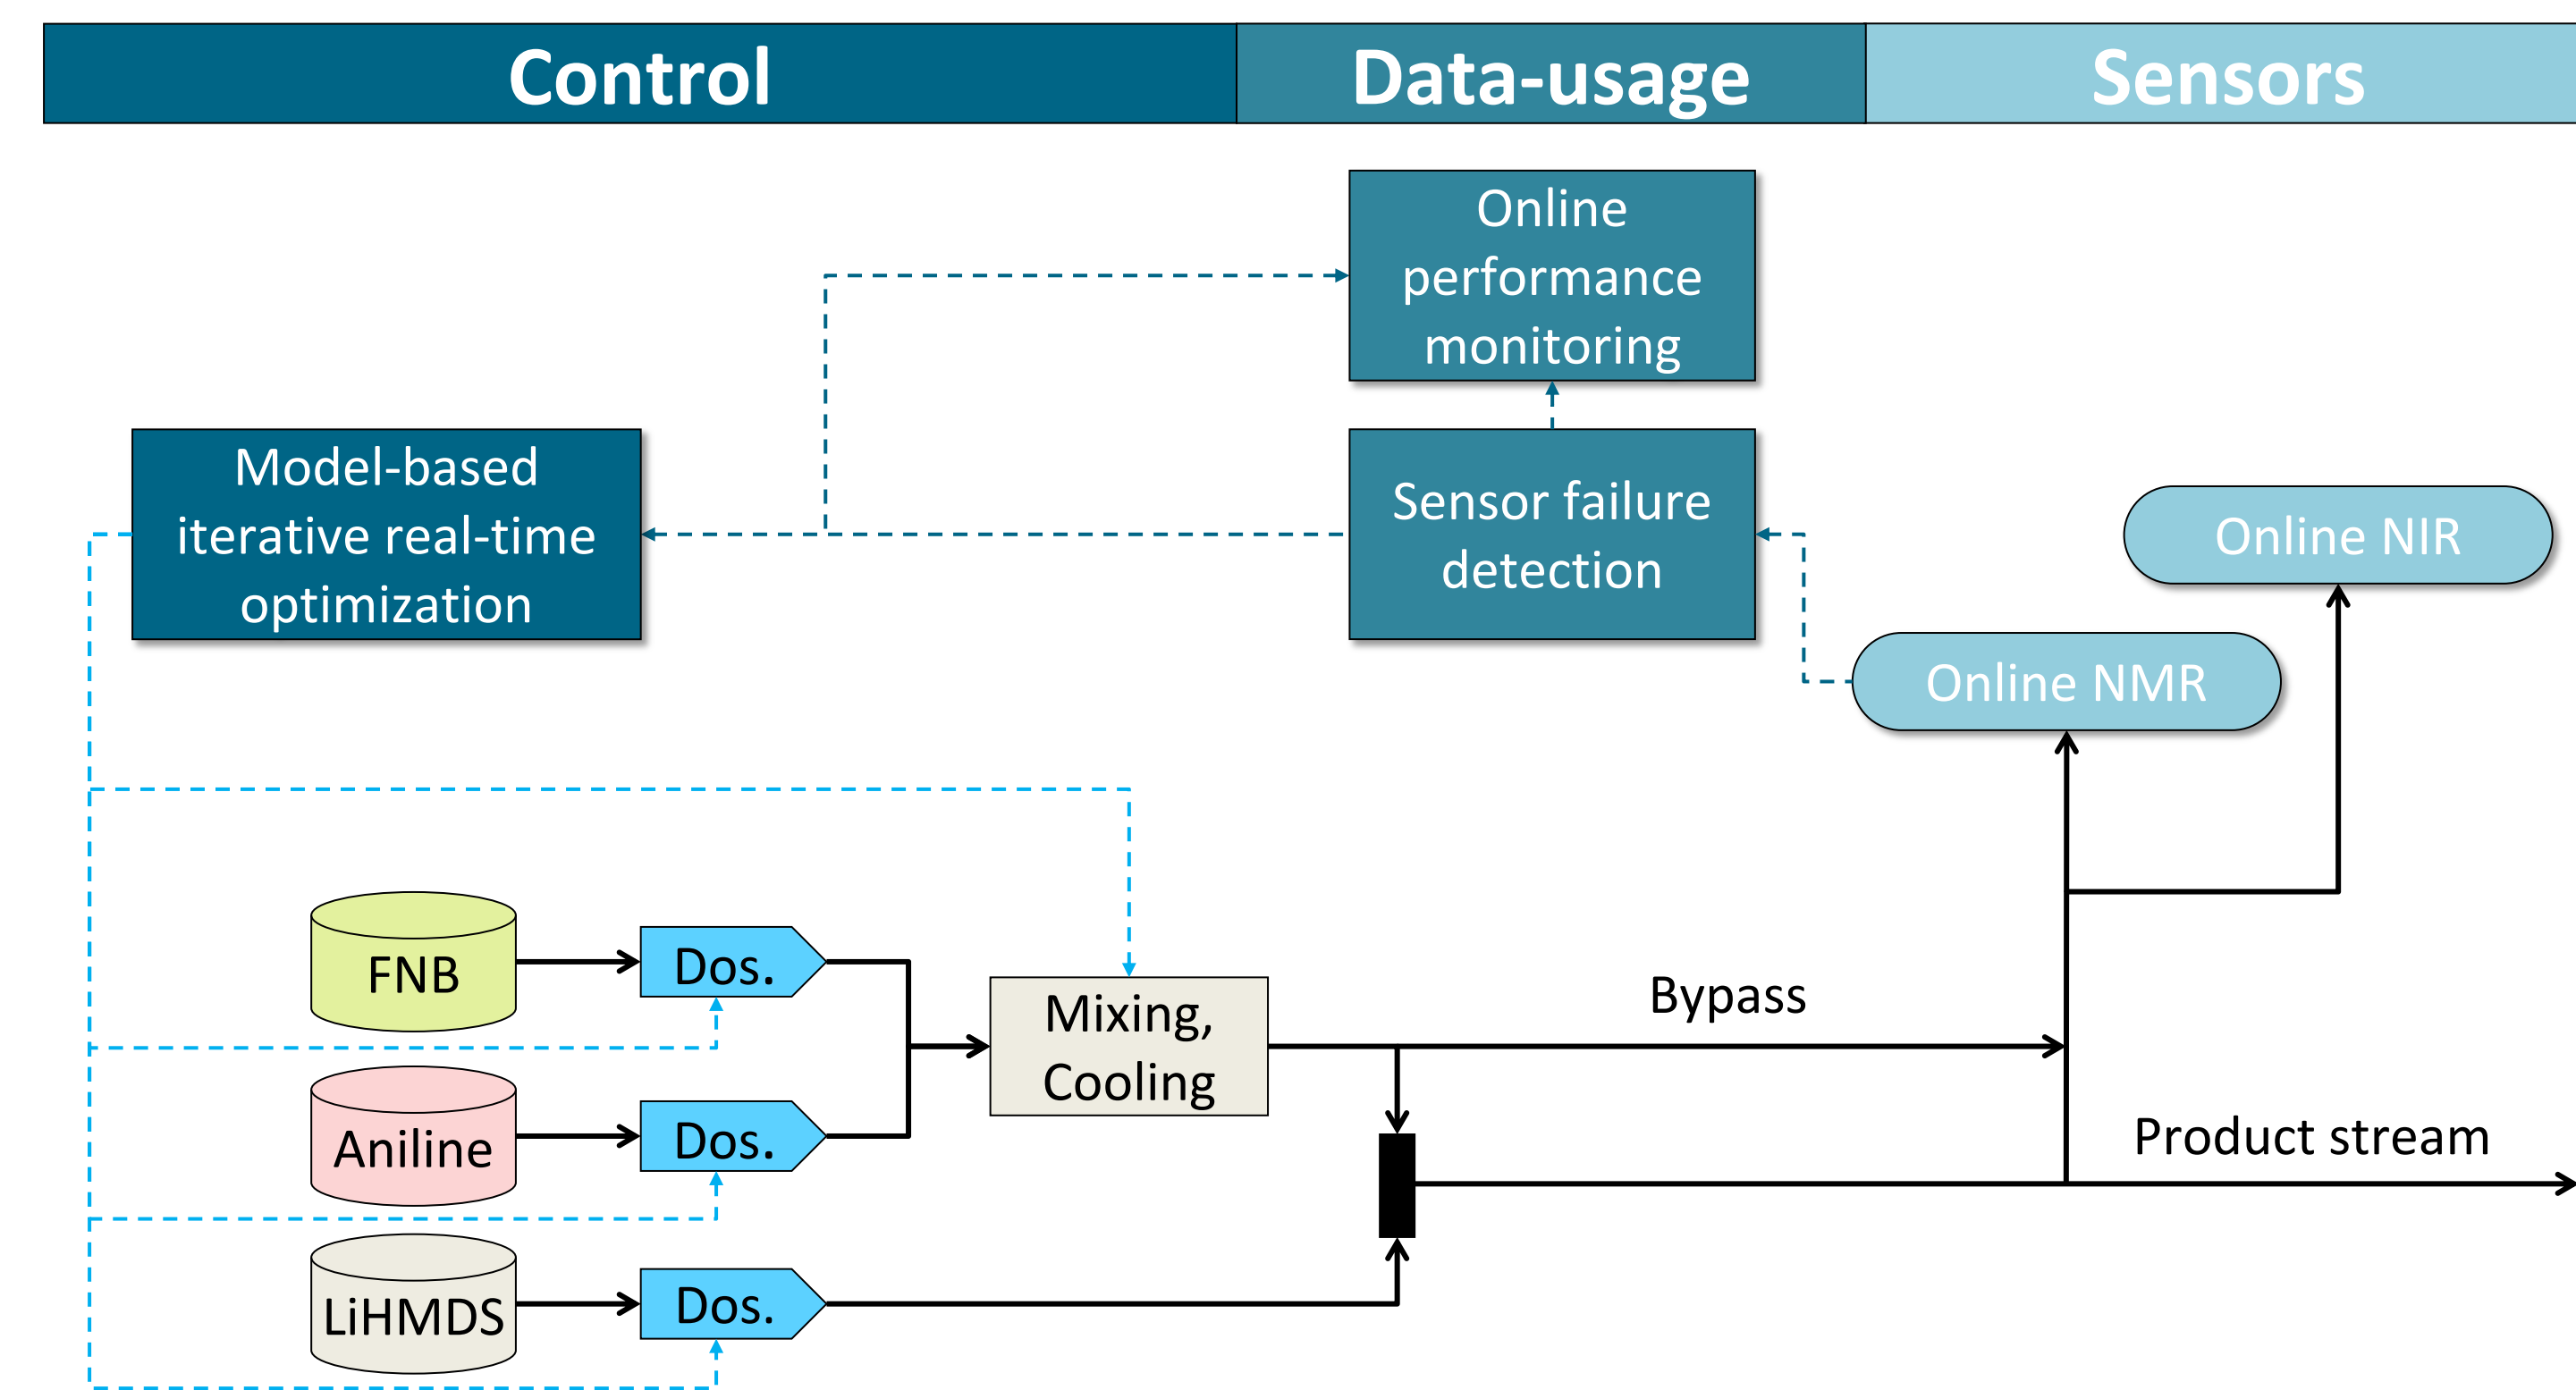 Control
Data-usage
Sensors
Online
performance
monitoring
Model-based
iterative real-time
optimization
Sensor failure
detection
Online NIR
Online NMR
FNB
Dos.
Mixing,
Cooling
Bypass
Aniline
Dos.
Product stream
LiHMDS
Dos.